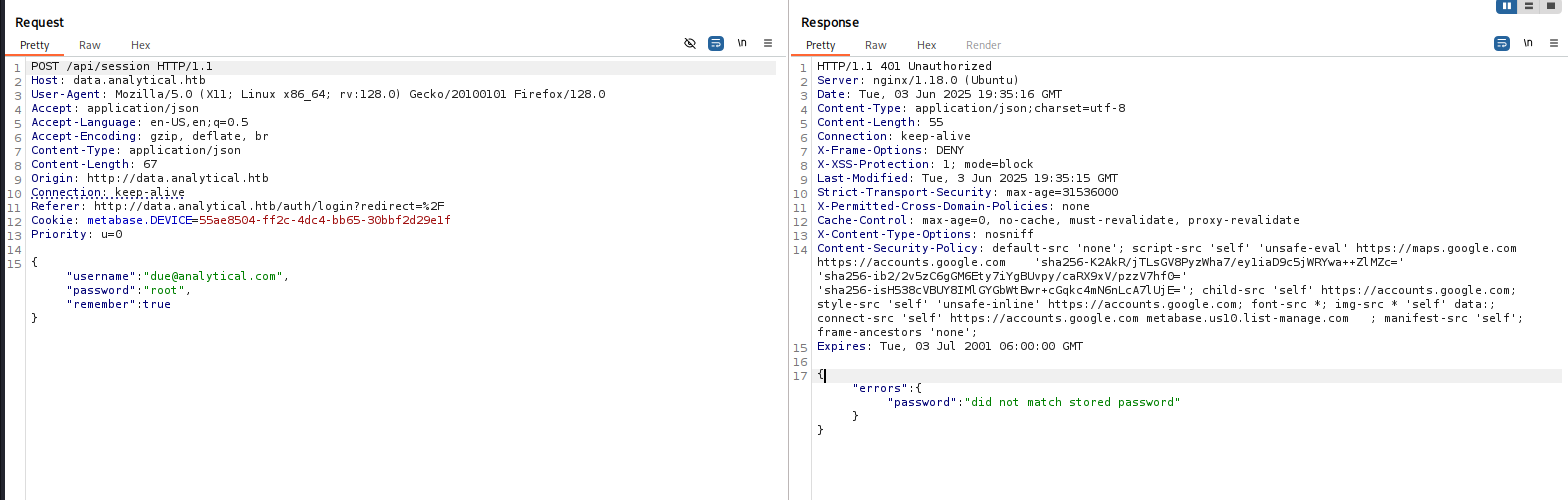 Request
Pretty Raw Hex
\n
1 POST /api/session HTTP/1.1
2 Host: data.analytical.htb
3 User-Agent: Mozilla/5.0 (X11; Linux x86_64; rv:128.0) Gecko/20100101 Firefox/128.0
4 Accept: application/json
5 Accept-Language: en-US,en;q=0.5
6 Accept-Encoding: gzip, deflate, br
7 Content-Type: application/json
8 Content-Length: 67
9 Origin: http://data.analytical.htb
10 Connection: keep-alive
11 Referer: http://data.analytical.htb/auth/login?redirect=%2F
12 Cookie: metabase.DEVICE=55ae8504-ff2c-4dc4-bb65-30bbf2d29e1f
13 Priority: u=0
14
15 {
"username":"due@analytical.com",
"password":"root",
"remember":true
}
Response
Pretty Raw Hex Render
\n
1 HTTP/1.1 401 Unauthorized
2 Server: nginx/1.18.0 (Ubuntu)
3 Date: Tue, 03 Jun 2025 19:35:16 GMT
4 Content-Type: application/json;charset=utf-8
5 Content-Length: 55
6 Connection: keep-alive
7 X-Frame-Options: DENY
8 X-XSS-Protection: 1; mode=block
9 Last-Modified: Tue, 3 Jun 2025 19:35:15 GMT
10 Strict-Transport-Security: max-age=31536000
11 X-Permitted-Cross-Domain-Policies: none
12 Cache-Control: max-age=0, no-cache, must-revalidate, proxy-revalidate
13 X-Content-Type-Options: nosniff
14 Content-Security-Policy: default-src 'none'; script-src 'self' 'unsafe-eval' https://maps.google.com
https://accounts.google.com 'sha256-K2AkR/jTLsGV8PyzWha7/ey1iaD9c5jWRYwa++ZlMZc='
'sha256-ib2/2v5zC6gGM6Ety7iYgBUvpy/caRX9xV/pzzV7hf0='
'sha256-isH538cVBUY8IMlGYGbWtBwr+cGqkc4mN6nLcA7lUjE='; child-src 'self' https://accounts.google.com;
style-src 'self' 'unsafe-inline' https://accounts.google.com; font-src *; img-src * 'self' data:;
connect-src 'self' https://accounts.google.com metabase.us10.list-manage.com ; manifest-src 'self';
frame-ancestors 'none';
15 Expires: Tue, 03 Jul 2001 06:00:00 GMT
16
17 {
"errors":{
"password":"did not match stored password"
}
}